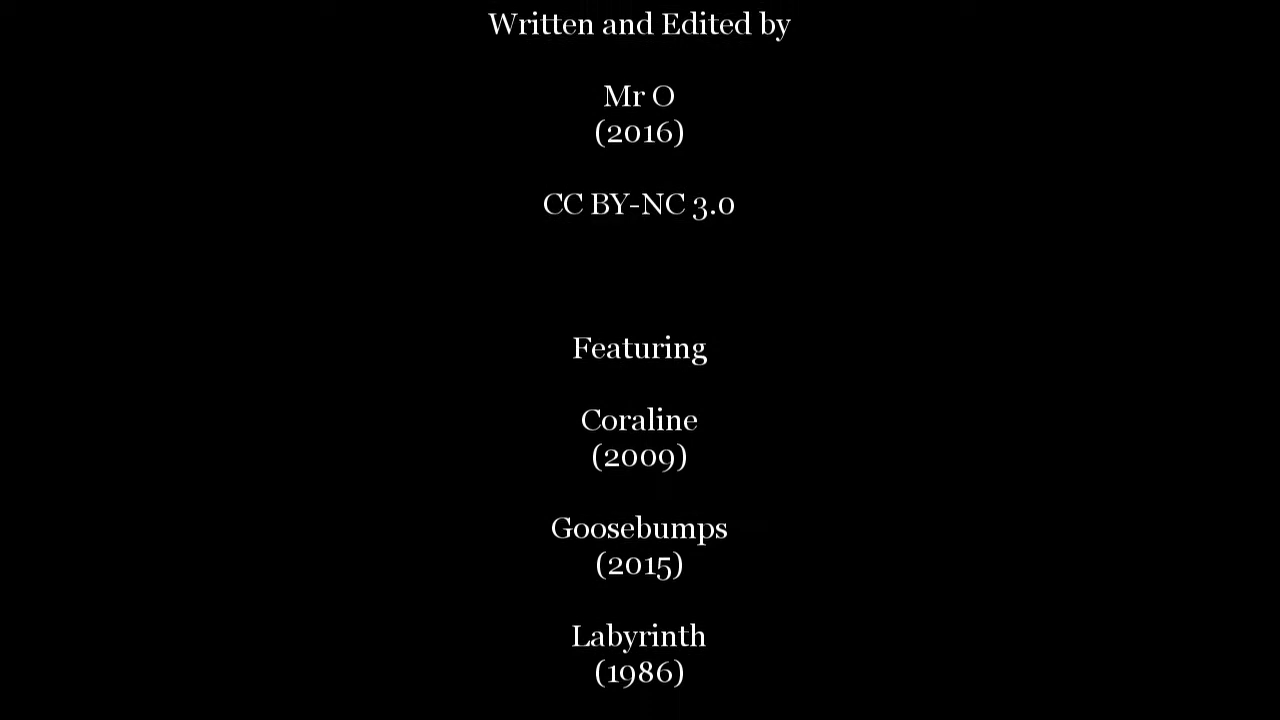 Written and Edited by
Mr O
(2016)
CC BY-NC 3.0
Featuring
Coraline
(2009)
Goosebumps
(2015)
Labyrinth
(1986)